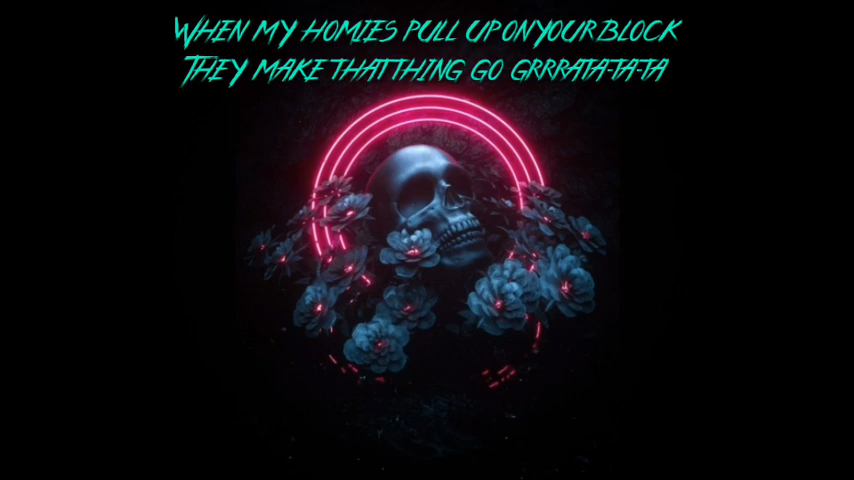 When my homies pull up on your block
They make that thing go grrrata-ta-ta